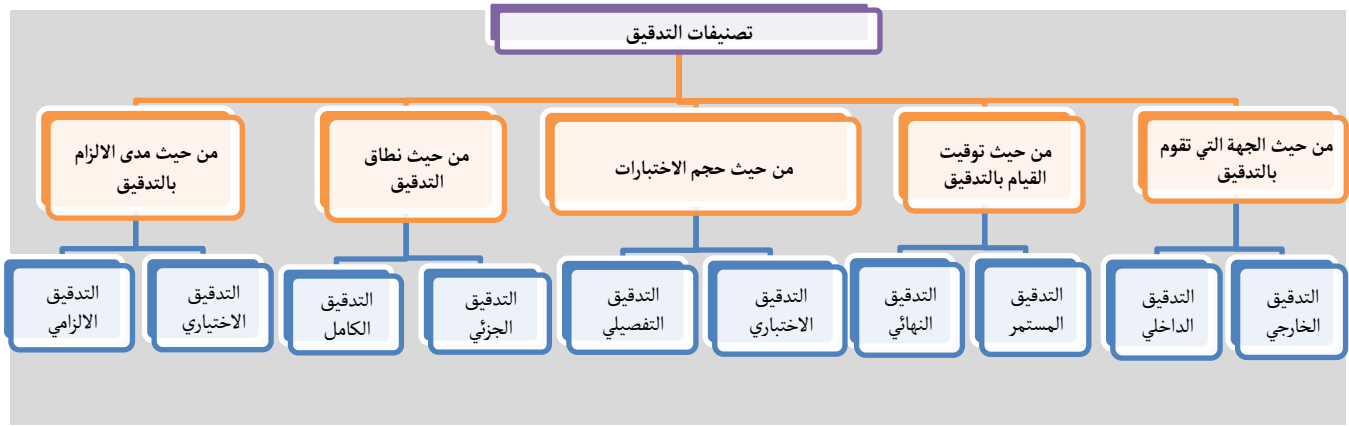 تصنيفات التدقيق
من حيث الجهة التي تقوم
بالتدقيق
من حيث توقيت
القيام بالتدقيق
من حيث حجم الاختبارات
من حيث نطاق
التدقيق
من حيث مدى الالزام
بالتدقيق
التدقيق
الخارجي
التدقيق
الداخلي
التدقيق
المستمر
التدقيق
النهائي
التدقيق
الاختباري
التدقيق
التفصيلي
التدقيق
الجزئي
التدقيق
الكامل
التدقيق
الاختياري
التدقيق
الالزامي